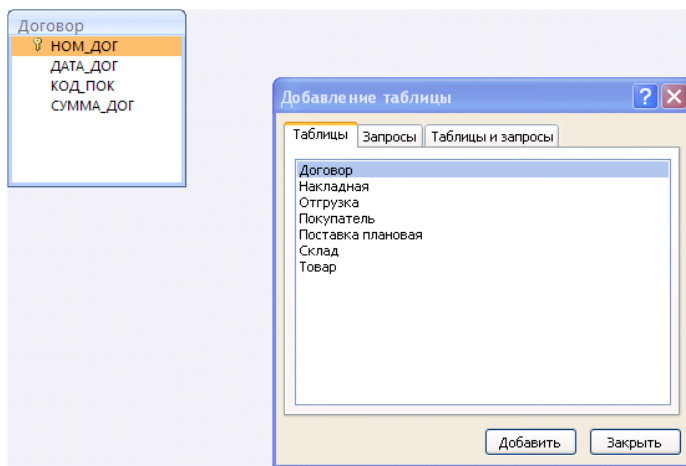 Договор
НОМ_ДОГ
ДАТА_ДОГ
КОД_ПОК
СУММА_ДОГ
Добавление таблицы
Таблицы Запросы Таблицы и запросы
Договор
Накладная
Отгрузка
Покупатель
Поставка плановая
Склад
Товар
Добавить Закрыть